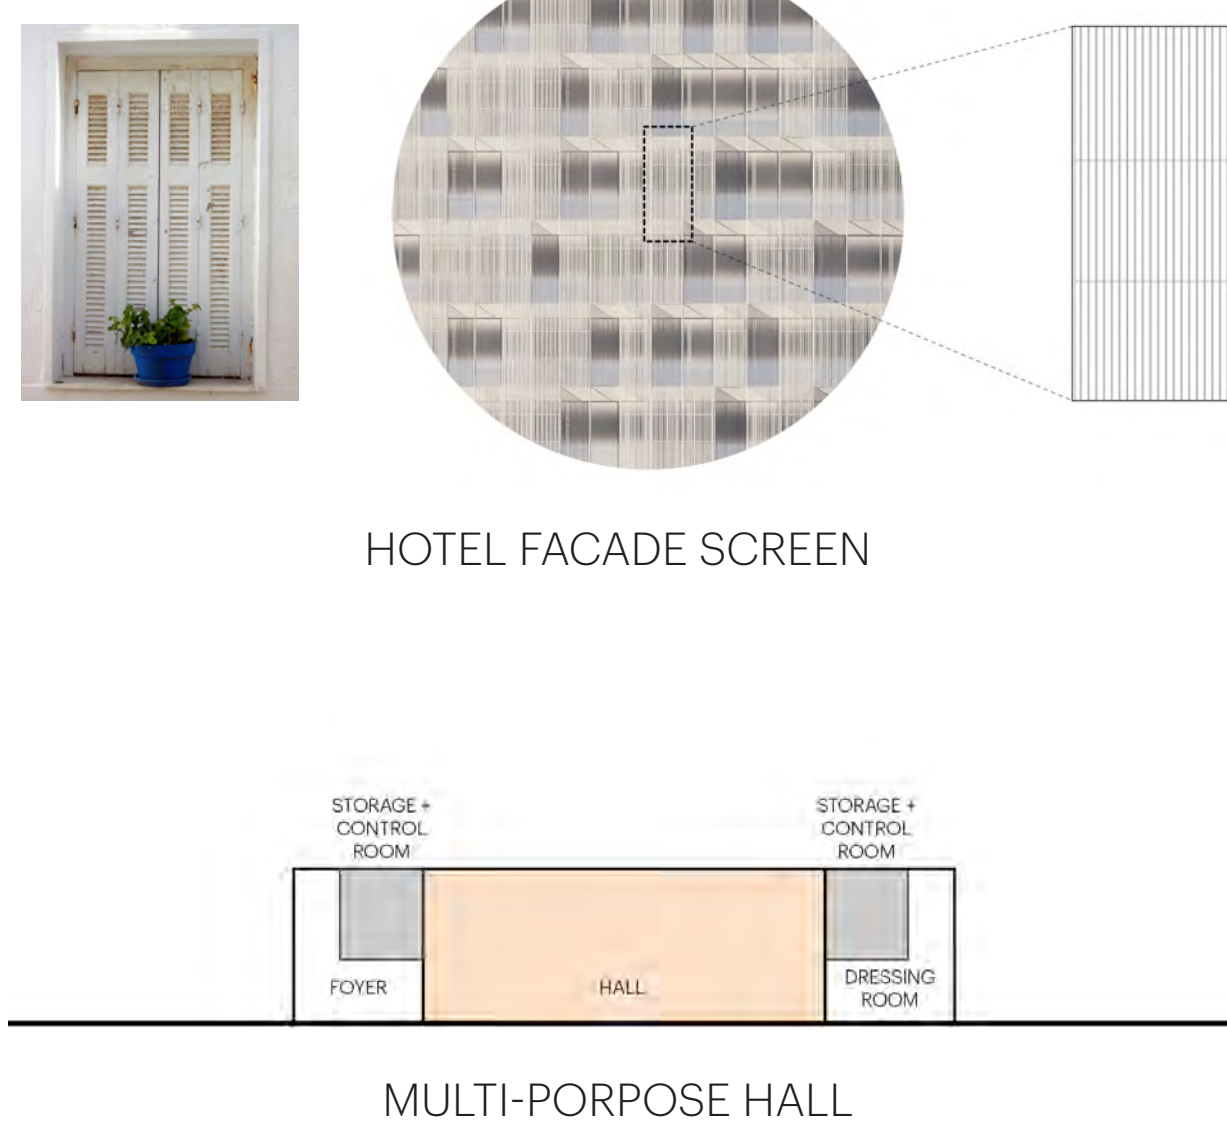 HOTEL FACADE SCREEN
STORAGE +
CONTROL
ROOM
STORAGE +
CONTROL
ROOM
FOYER
HALL
DRESSING
ROOM
MULTI-PORPOSE HALL